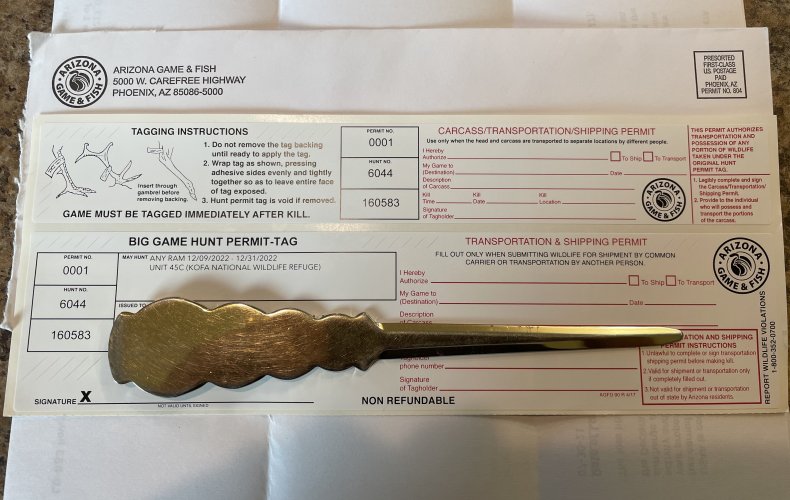 ARIZONA
GAME & FISH
ARIZONA GAME & FISH
5000 W. CAREFREE HIGHWAY
PHOENIX, AZ 85086-5000
PRESORTED
FIRST-CLASS
U.S. POSTAGE
PAID
PHOENIX, AZ
PERMIT NO. 804
TAGGING INSTRUCTIONS
1. Do not remove the tag backing
until ready to apply the tag.
2. Wrap tag as shown, pressing
adhesive sides evenly and tightly
together so as to leave entire face
of tag exposed.
3. Hunt permit tag is void if removed.
Insert through
gambrel before
removing backing.
GAME MUST BE TAGGED IMMEDIATELY AFTER KILL.
PERMIT NO.
0001
HUNT NO.
6044
160583
CARCASS/TRANSPORTATION/SHIPPING PERMIT
Use only when the head and carcass are transported to separate locations by different people.
I Hereby
Authorize To Ship To Transport
My Game to
(Destination) Date
Description
of Carcass
Kill Kill Kill
Time Date Location
Signature
of Tagholder
ARIZONA
GAME & FISH
THIS PERMIT AUTHORIZES
TRANSPORTATION AND
POSSESSION OF ANY
PORTION OF WILDLIFE
TAKEN UNDER THE
ORIGINAL HUNT
PERMIT TAG.
1. Legibly complete and sign
the Carcass/Transportation/
Shipping Permit.
2. Provide to the individual
who will possess and
transport the portions
of the carcass.
BIG GAME HUNT PERMIT-TAG
PERMIT NO.
0001
HUNT NO.
6044
160583
MAY HUNT ANY RAM 12/09/2022 - 12/31/2022
UNIT 45C (KOFA NATIONAL WILDLIFE REFUGE)
ISSUED TO
SIGNATURE X
NOT VALID UNTIL SIGNED
TRANSPORTATION & SHIPPING PERMIT
FILL OUT ONLY WHEN SUBMITTING WILDLIFE FOR SHIPMENT BY COMMON
CARRIER OR TRANSPORTATION BY ANOTHER PERSON.
I Hereby
Authorize To Ship To Transport
My Game to
(Destination) Date
Description
of Carcass
phone number
Signature
of Tagholder
NON REFUNDABLE
ARIZONA
GAME & FISH
AND SHIPPING
PERMIT INSTRUCTIONS
1. Unlawful to complete or sign transportation
shipping permit before making kill.
2. Valid for shipment or transportation only
if completely filled out.
3. Not valid for shipment or transportation
out of state by Arizona residents.
REPORT WILDLIFE VIOLATIONS
1-800-352-0700